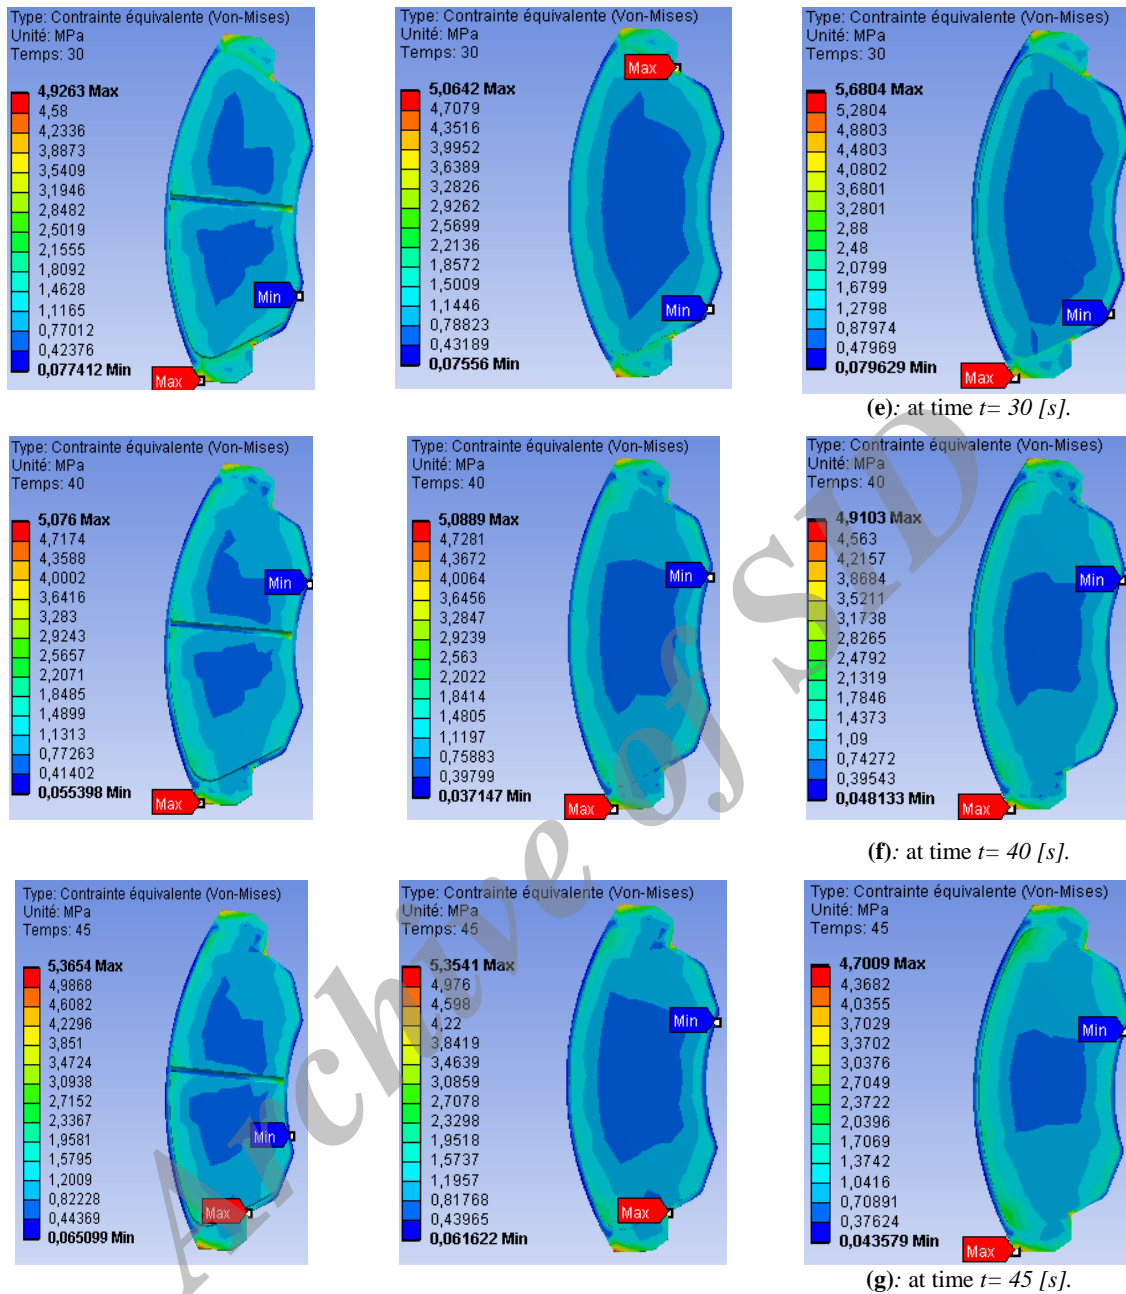 Type: Contrainte équivalente (Von-Mises)
Unité: MPa
Temps: 30
4,9263 Max
4,58
4,2336
3,8873
3,5409
3,1946
2,8482
2,5019
2,1555
1,8092
1,4628
1,1165
0,77012
0,42376
0,077412 Min
Min
Max
Type: Contrainte équivalente (Von-Mises)
Unité: MPa
Temps: 30
5,0642 Max
4,7079
4,3516
3,9952
3,6389
3,2826
2,9262
2,5699
2,2136
1,8572
1,5009
1,1446
0,78823
0,43189
0,07556 Min
Max
Min
Type: Contrainte équivalente (Von-Mises)
Unité: MPa
Temps: 30
5,6804 Max
5,2804
4,8803
4,4803
4,0802
3,6801
3,2801
2,88
2,48
2,0799
1,6799
1,2798
0,87974
0,47969
0,079629 Min
Min
Max
(e): at time t= 30 [s].
Type: Contrainte équivalente (Von-Mises)
Unité: MPa
Temps: 40
5,076 Max
4,7174
4,3588
4,0002
3,6416
3,283
2,9243
2,5657
2,2071
1,8485
1,4899
1,1313
0,77263
0,41402
0,055398 Min
Min
Max
Type: Contrainte équivalente (Von-Mises)
Unité: MPa
Temps: 40
5,0889 Max
4,7281
4,3672
4,0064
3,6456
3,2847
2,9239
2,563
2,2022
1,8414
1,4805
1,1197
0,75883
0,39799
0,037147 Min
Min
Max
Type: Contrainte équivalente (Von-Mises)
Unité: MPa
Temps: 40
4,9103 Max
4,563
4,2157
3,8684
3,5211
3,1738
2,8265
2,4792
2,1319
1,7846
1,4373
1,09
0,74272
0,39543
0,048133 Min
Min
Max
(f): at time t= 40 [s].
Type: Contrainte équivalente (Von-Mises)
Unité: MPa
Temps: 45
5,3654 Max
4,9868
4,6082
4,2296
3,851
3,4724
3,0938
2,7152
2,3367
1,9581
1,5795
1,2009
0,82228
0,44369
0,065099 Min
Min
Max
Type: Contrainte équivalente (Von-Mises)
Unité: MPa
Temps: 45
5,3541 Max
4,976
4,598
4,22
3,8419
3,4639
3,0859
2,7078
2,3298
1,9518
1,5737
1,1957
0,81768
0,43965
0,061622 Min
Min
Max
Type: Contrainte équivalente (Von-Mises)
Unité: MPa
Temps: 45
4,7009 Max
4,3682
4,0355
3,7029
3,3702
3,0376
2,7049
2,3722
2,0396
1,7069
1,3742
1,0416
0,70891
0,37624
0,043579 Min
Min
Max
(g): at time t= 45 [s].
Archive of SID